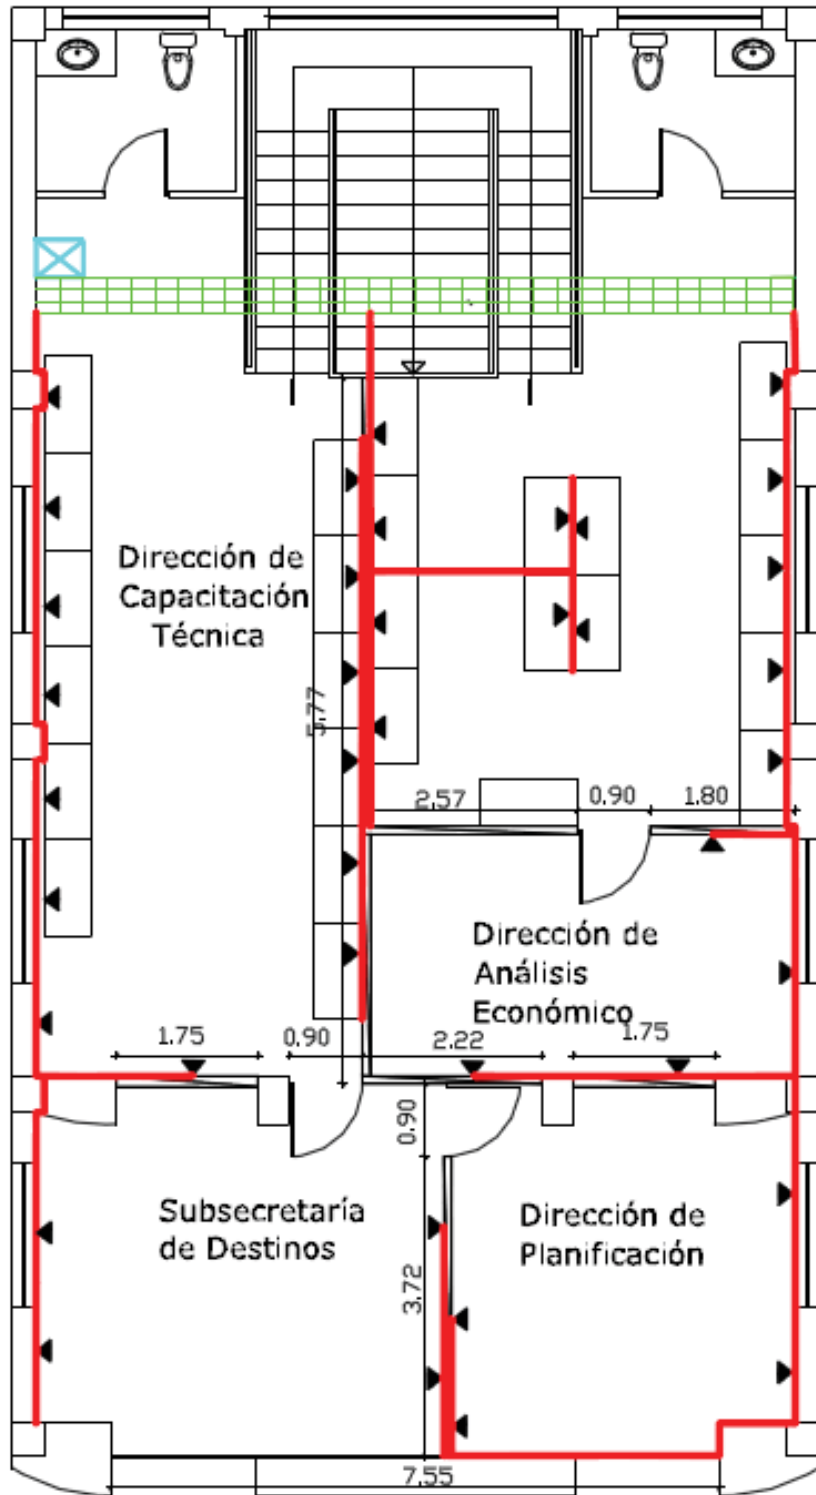 Dirección de
Capacitación
Técnica
5.77
2.57
0.90
1.80
Dirección de
Análisis
Económico
1.75
0.90
2.22
1.75
0.90
Subsecretaría
de Destinos
Dirección de
Planificación
3.72
7.55